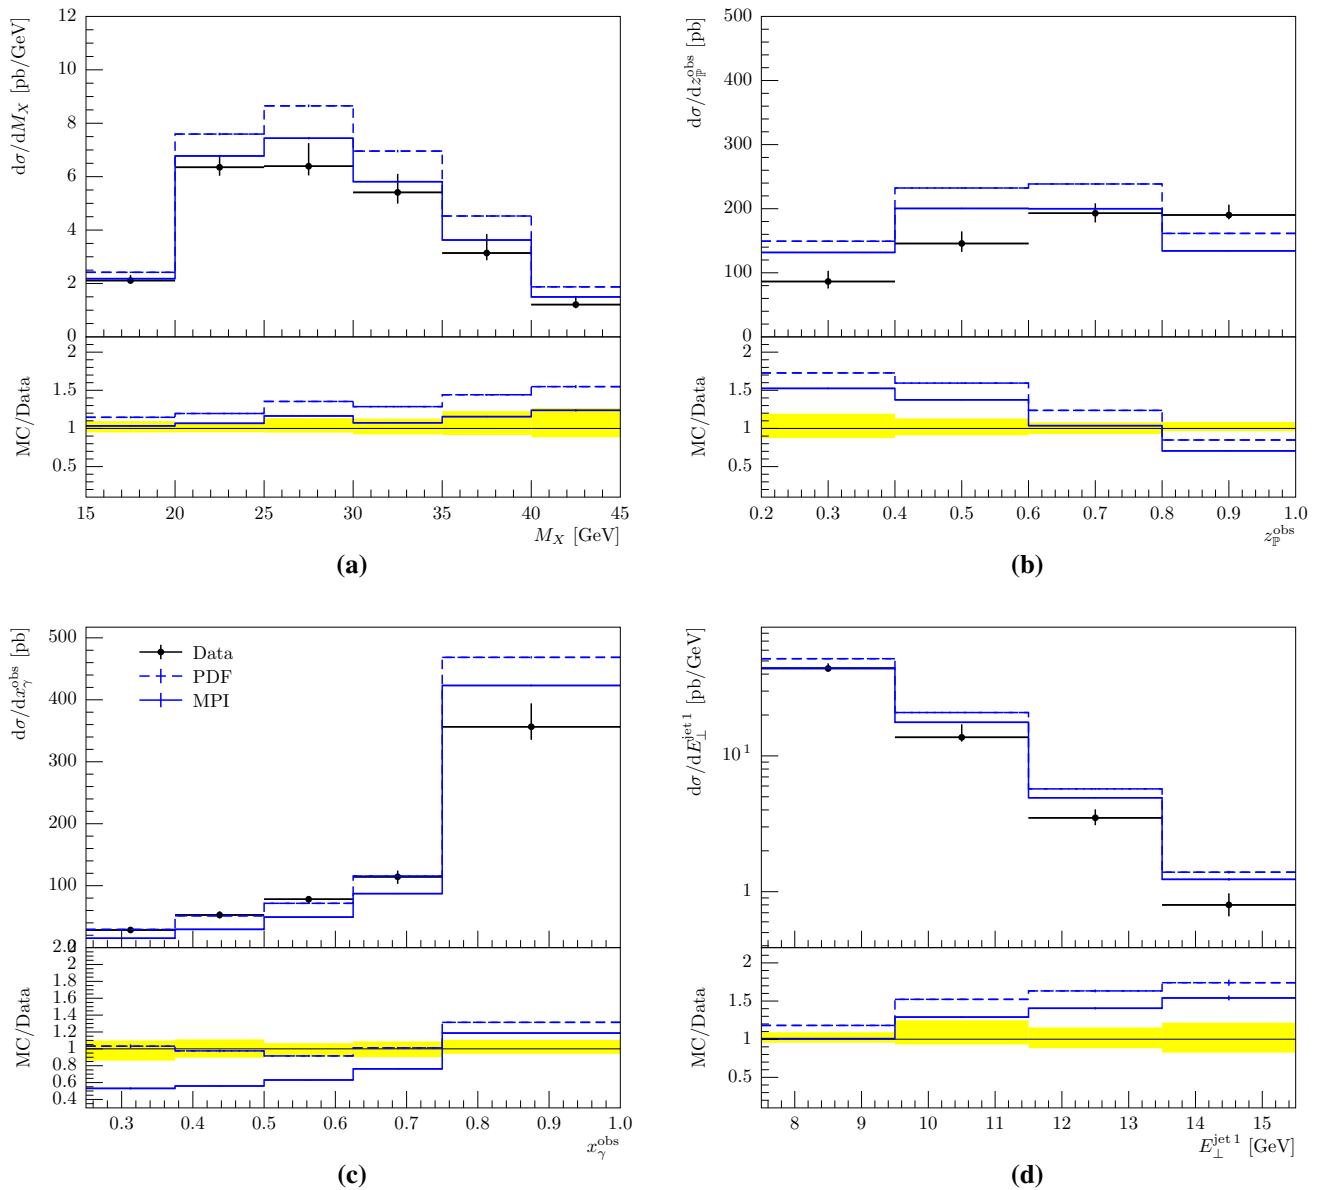 12
10
8
6
4
2
0
dσ/dM_X [pb/GeV]
2
1.5
1
0.5
MC/Data
15 20 25 30 35 40 45
M_X [GeV]
(a)
500
400
300
200
100
0
dσ/dz_ℙ^obs [pb]
2
1.5
1
0.5
MC/Data
0.2 0.3 0.4 0.5 0.6 0.7 0.8 0.9 1.0
z_ℙ^obs
(b)
500
400
300
200
100
dσ/dx_γ^obs [pb]
Data
PDF
MPI
2
1.8
1.6
1.4
1.2
1
0.8
0.6
0.4
MC/Data
0.3 0.4 0.5 0.6 0.7 0.8 0.9 1.0
x_γ^obs
(c)
10^1
1
dσ/dE_⊥^jet 1 [pb/GeV]
2
1.5
1
0.5
MC/Data
8 9 10 11 12 13 14 15
E_⊥^jet 1 [GeV]
(d)